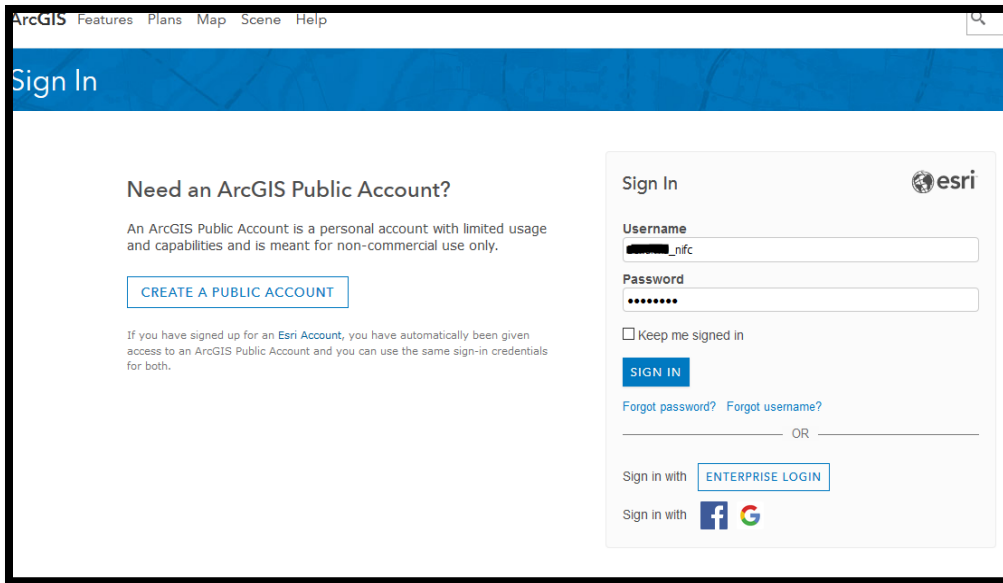 ArcGIS Features Plans Map Scene Help
Sign In
Need an ArcGIS Public Account?
An ArcGIS Public Account is a personal account with limited usage
and capabilities and is meant for non-commercial use only.
CREATE A PUBLIC ACCOUNT
If you have signed up for an Esri Account, you have automatically been given
access to an ArcGIS Public Account and you can use the same sign-in credentials
for both.
Sign In
esri
Username
_nifc
Password
••••••••
Keep me signed in
SIGN IN
Forgot password? Forgot username?
OR
Sign in with ENTERPRISE LOGIN
Sign in with f G